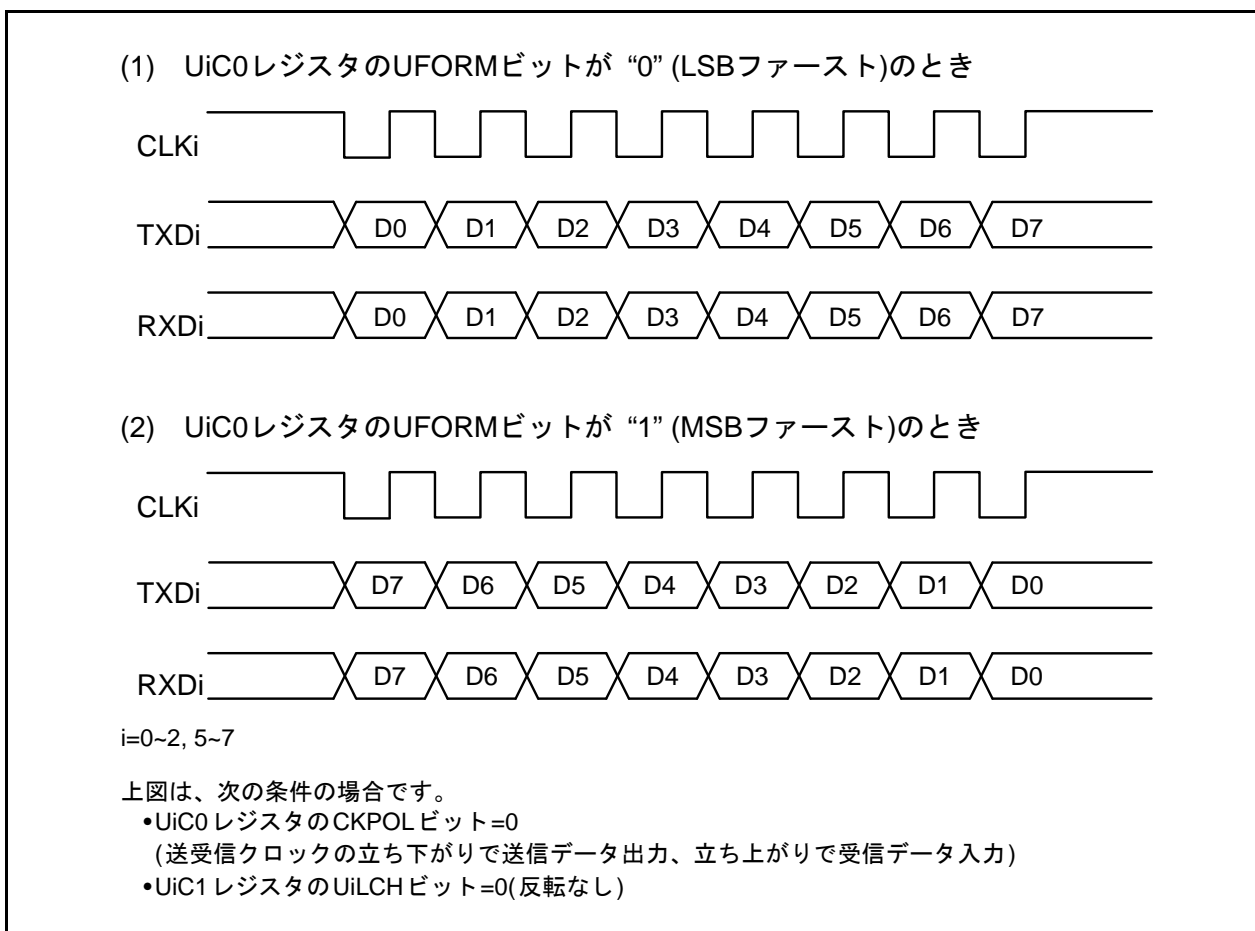 (1) UiC0レジスタのUFORMビットが “0” (LSBファースト)のとき
CLKi
TXDi D0 D1 D2 D3 D4 D5 D6 D7
RXDi D0 D1 D2 D3 D4 D5 D6 D7
(2) UiC0レジスタのUFORMビットが “1” (MSBファースト)のとき
CLKi
TXDi D7 D6 D5 D4 D3 D2 D1 D0
RXDi D7 D6 D5 D4 D3 D2 D1 D0
i=0~2, 5~7
上図は、次の条件の場合です。
•UiC0レジスタのCKPOLビット=0
(送受信クロックの立ち下がりで送信データ出力、立ち上がりで受信データ入力)
•UiC1レジスタのUiLCHビット=0(反転なし)